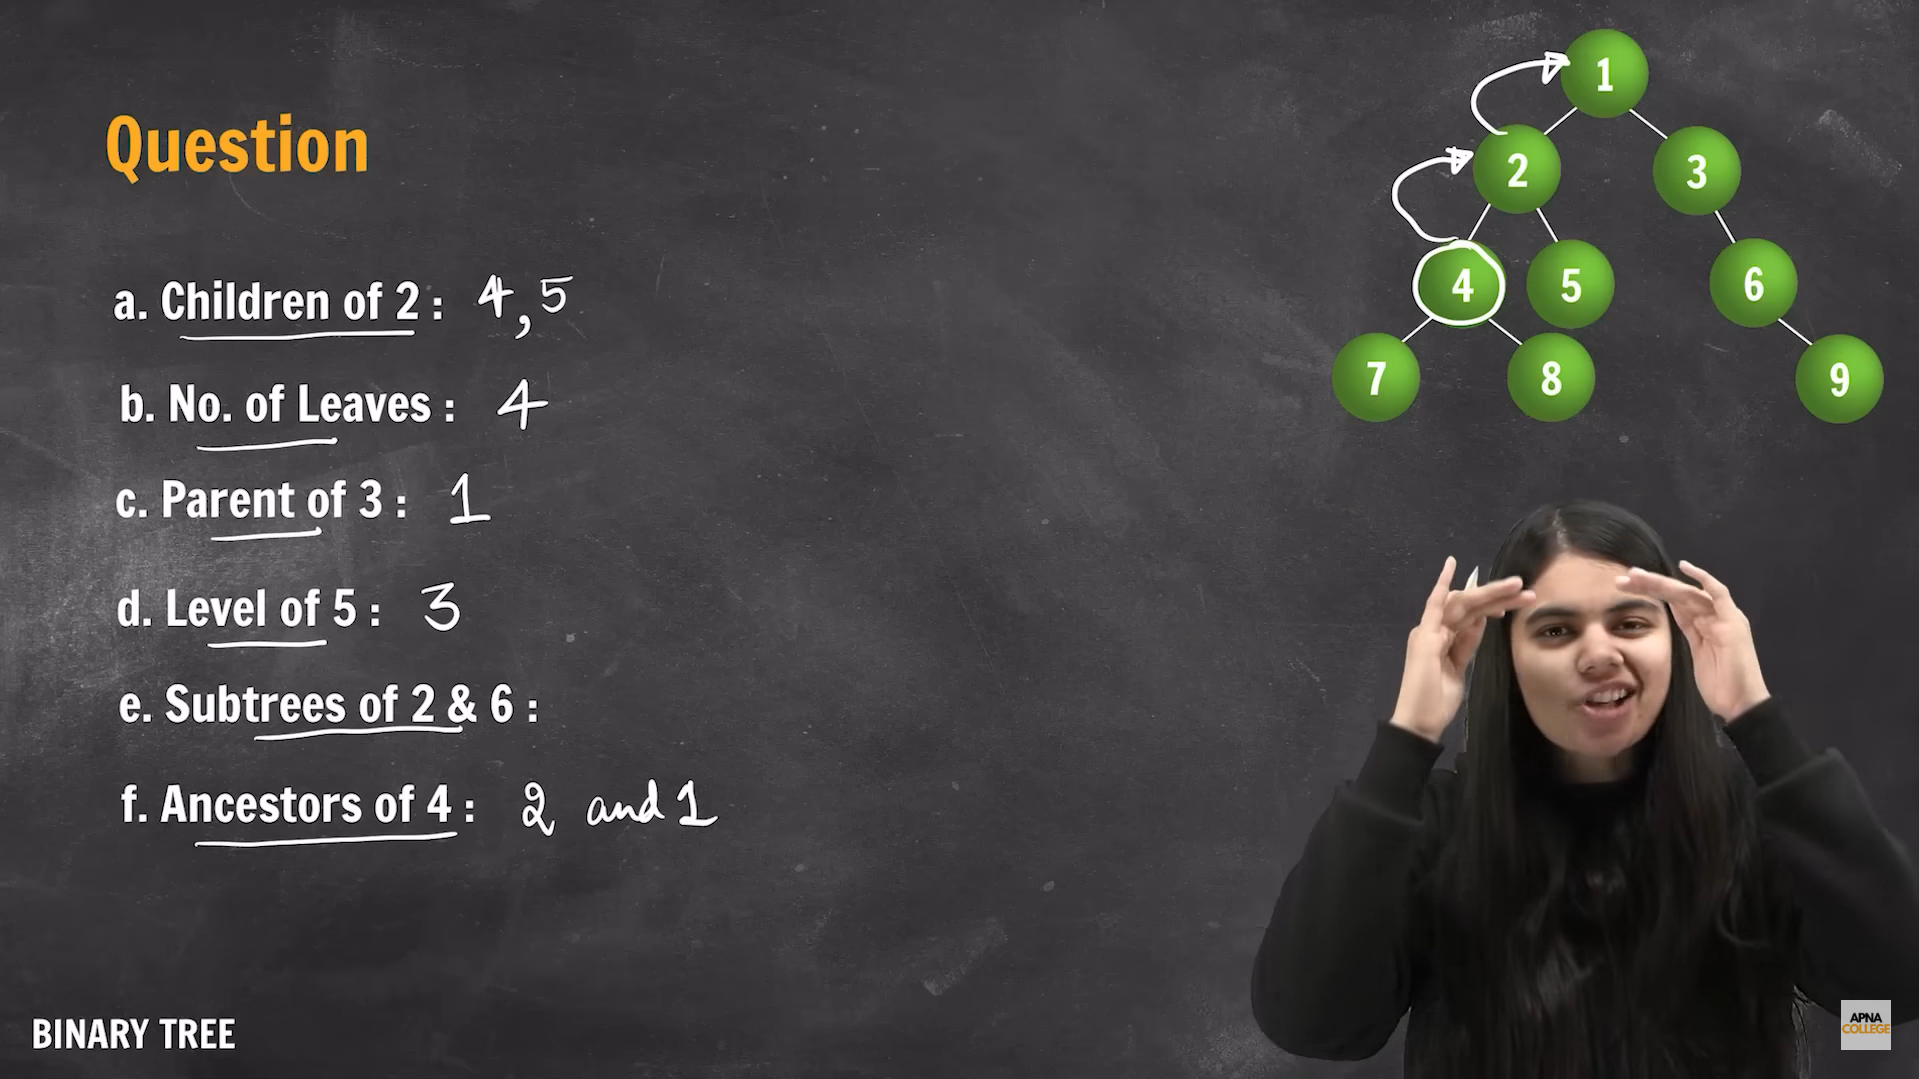 Question
a. Children of 2 : 4,5
b. No. of Leaves : 4
c. Parent of 3 : 1
d. Level of 5 : 3
e. Subtrees of 2 & 6 :
f. Ancestors of 4 : 2 and 1
1
2 3
4 5 6
7 8 9
BINARY TREE
APNA
COLLEGE